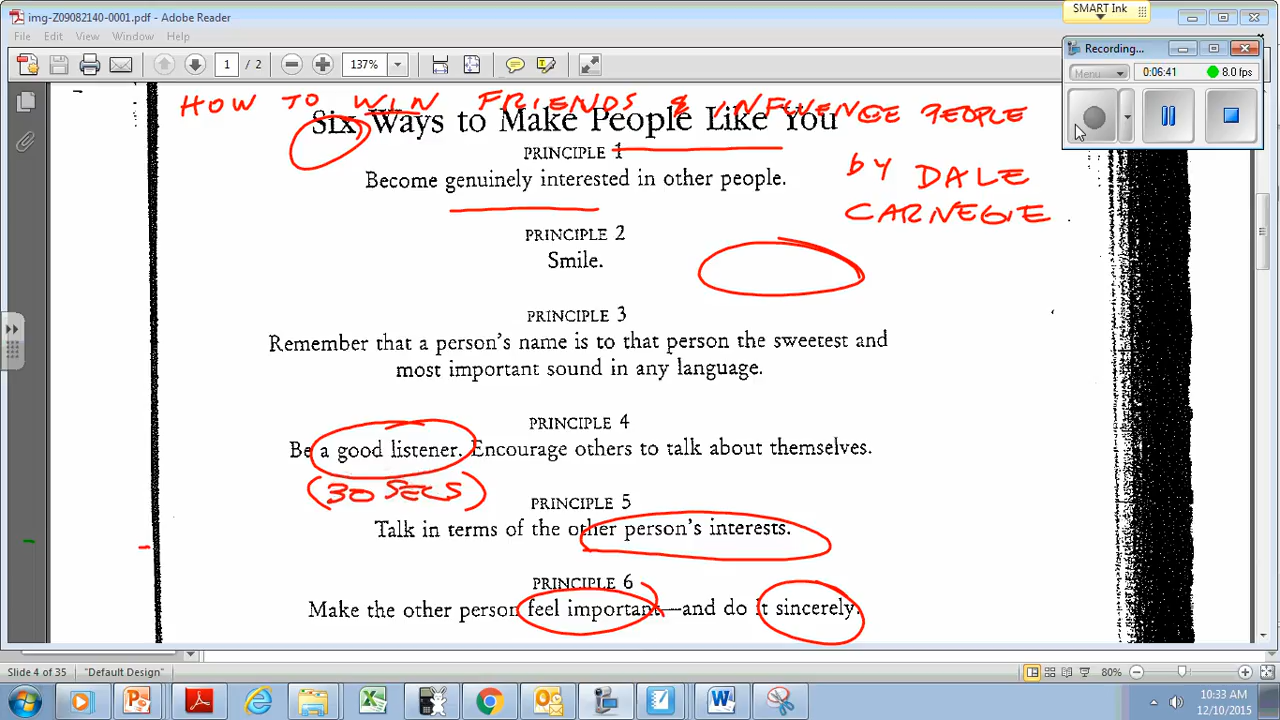 img-Z09082140-0001.pdf - Adobe Reader
SMART Ink
File Edit View Window Help
Recording...
1 / 2
137%
Menu
0:06:41
8.0 fps
HOW TO WIN FRIENDS & INFLUENCE PEOPLE
by DALE
CARNEGIE
Six Ways to Make People Like You
PRINCIPLE 1
Become genuinely interested in other people.
PRINCIPLE 2
Smile.
PRINCIPLE 3
Remember that a person's name is to that person the sweetest and
most important sound in any language.
PRINCIPLE 4
Be a good listener. Encourage others to talk about themselves.
(30 SECS)
PRINCIPLE 5
Talk in terms of the other person's interests.
PRINCIPLE 6
Make the other person feel important—and do it sincerely.
Slide 4 of 35
"Default Design"
80%
10:33 AM
12/10/2015